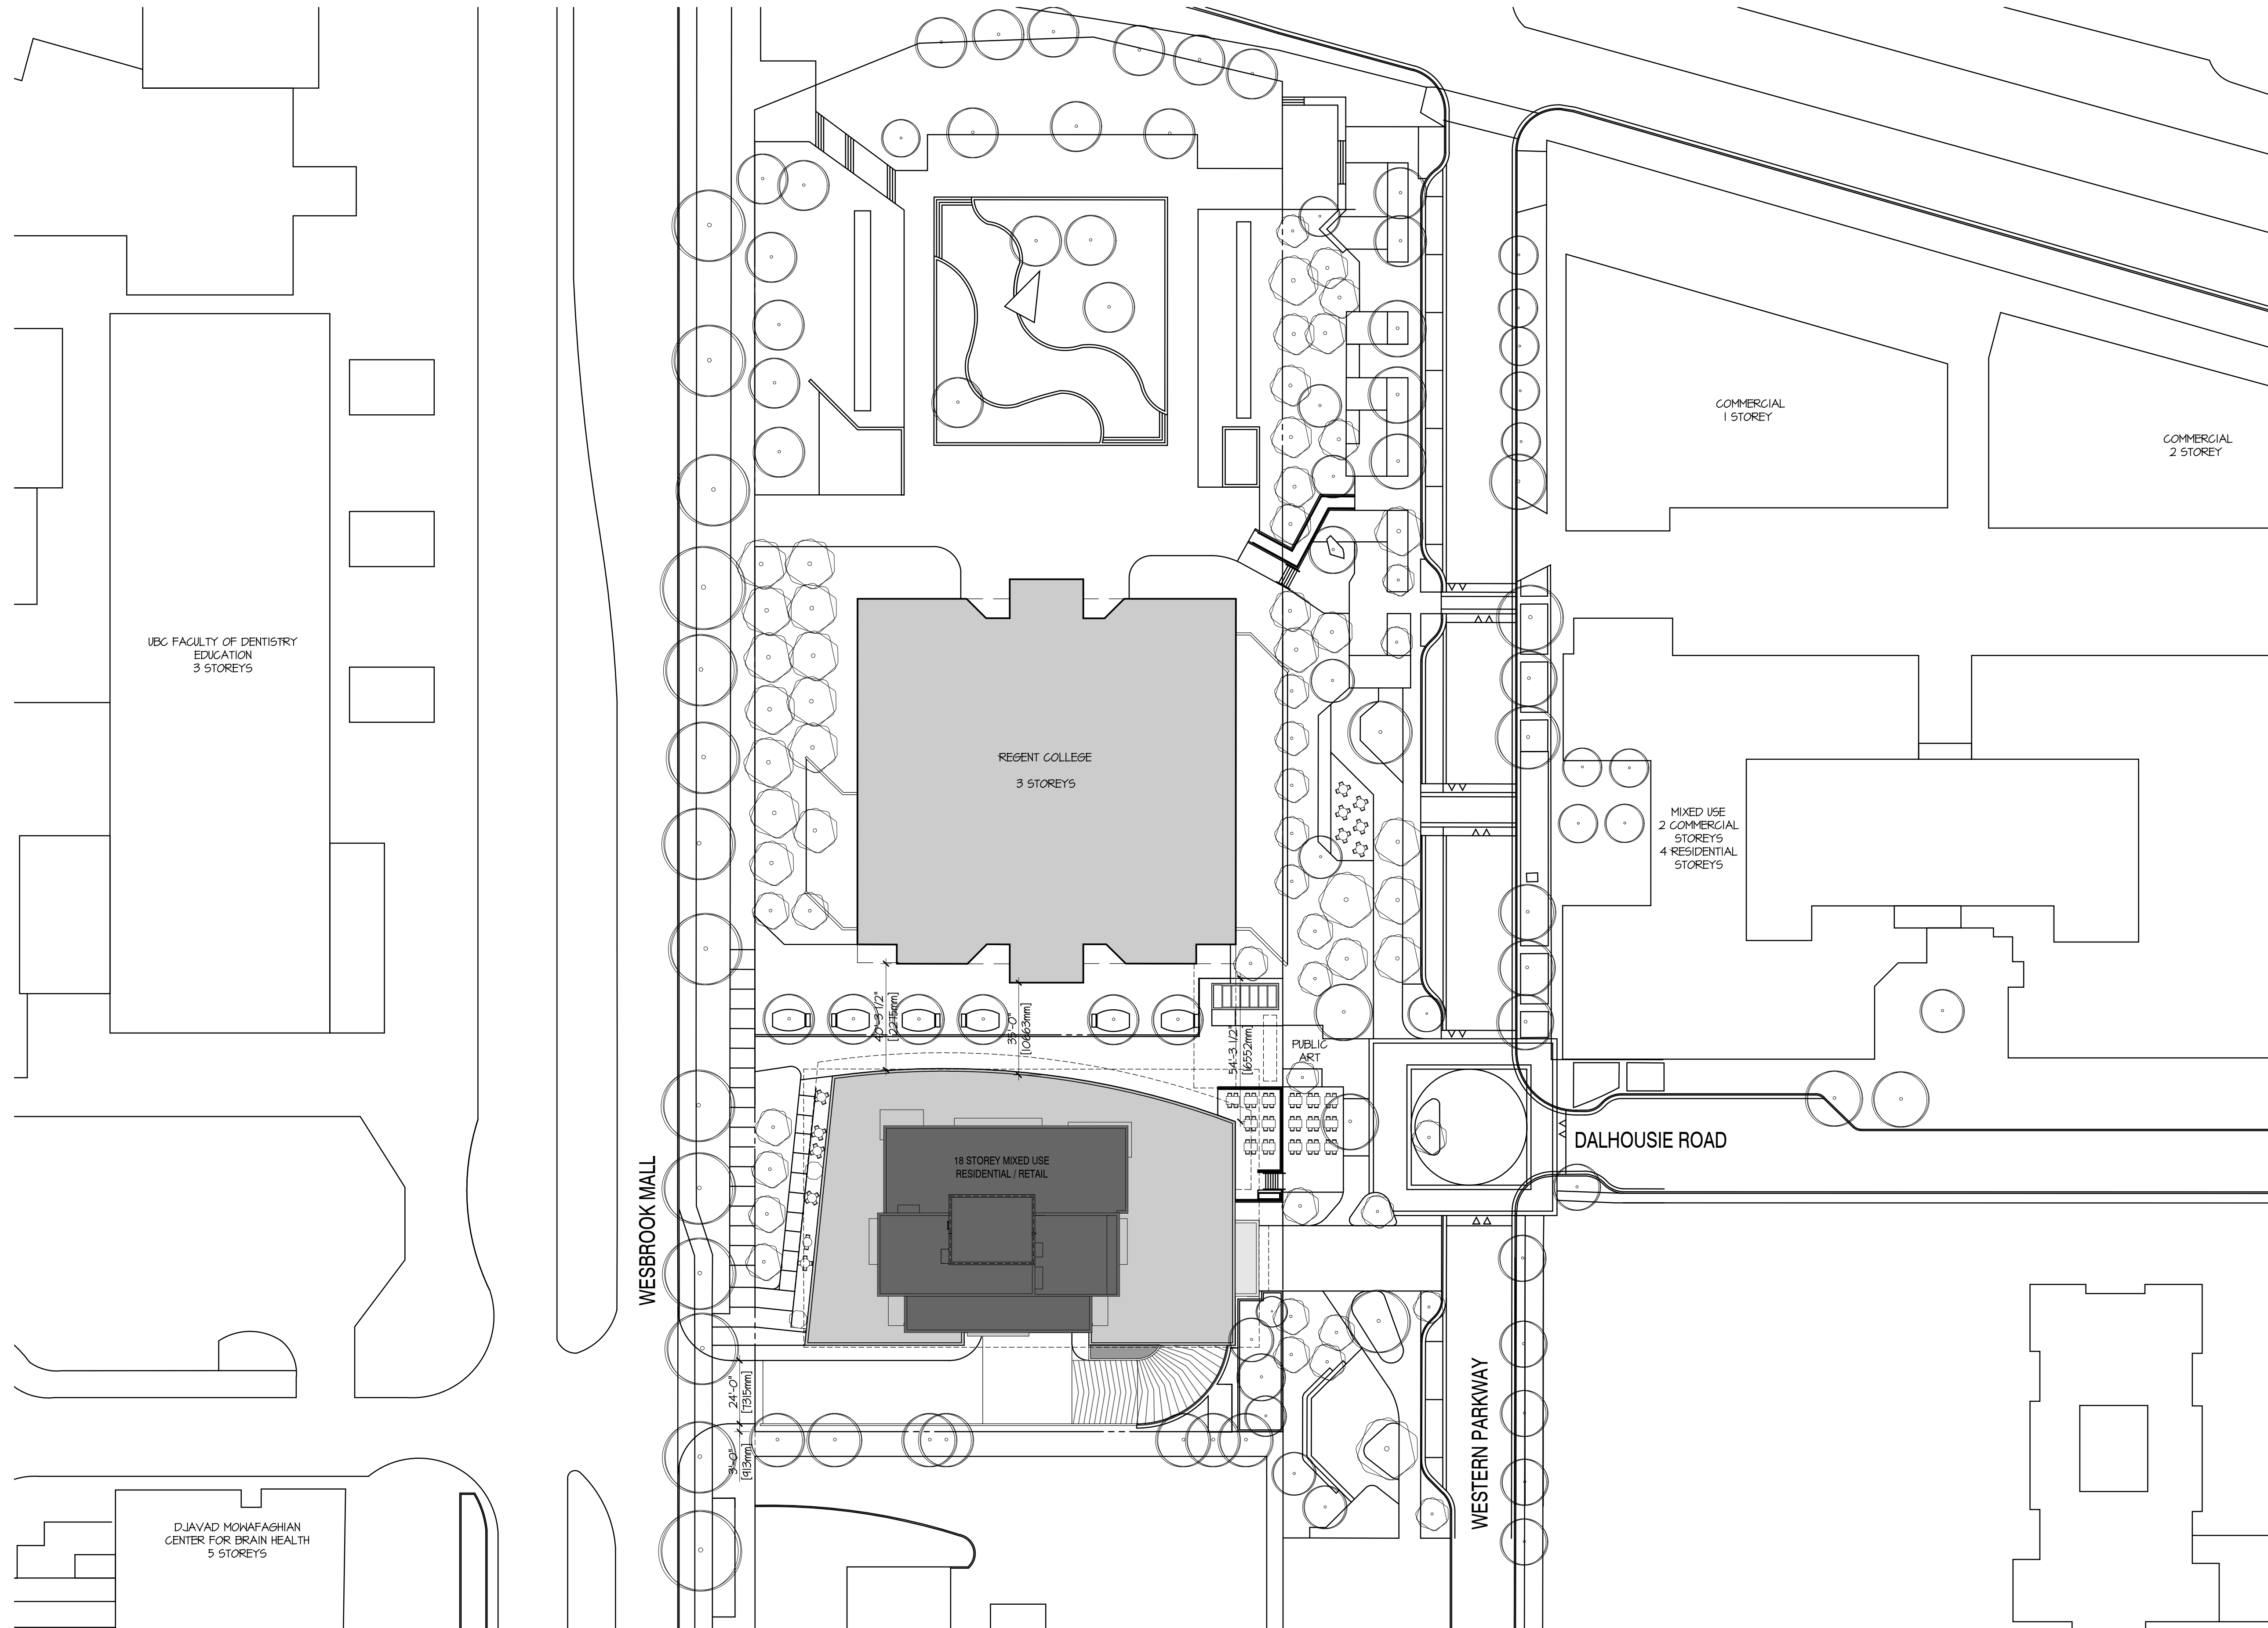 COMMERCIAL
1 STOREY
COMMERCIAL
2 STOREY
UBC FACULTY OF DENTISTRY
EDUCATION
3 STOREYS
REGENT COLLEGE
3 STOREYS
MIXED USE
2 COMMERCIAL
STOREYS
4 RESIDENTIAL
STOREYS
40'-3 1/2"
[12275mm]
35'-0"
[10663mm]
54'-3 1/2"
[16552mm]
PUBLIC
ART
DALHOUSIE ROAD
18 STOREY MIXED USE
RESIDENTIAL / RETAIL
WESBROOK MALL
24'-0"
[7315mm]
3'-0"
[913mm]
WESTERN PARKWAY
DJAVAD MOWAFAGHIAN
CENTER FOR BRAIN HEALTH
5 STOREYS